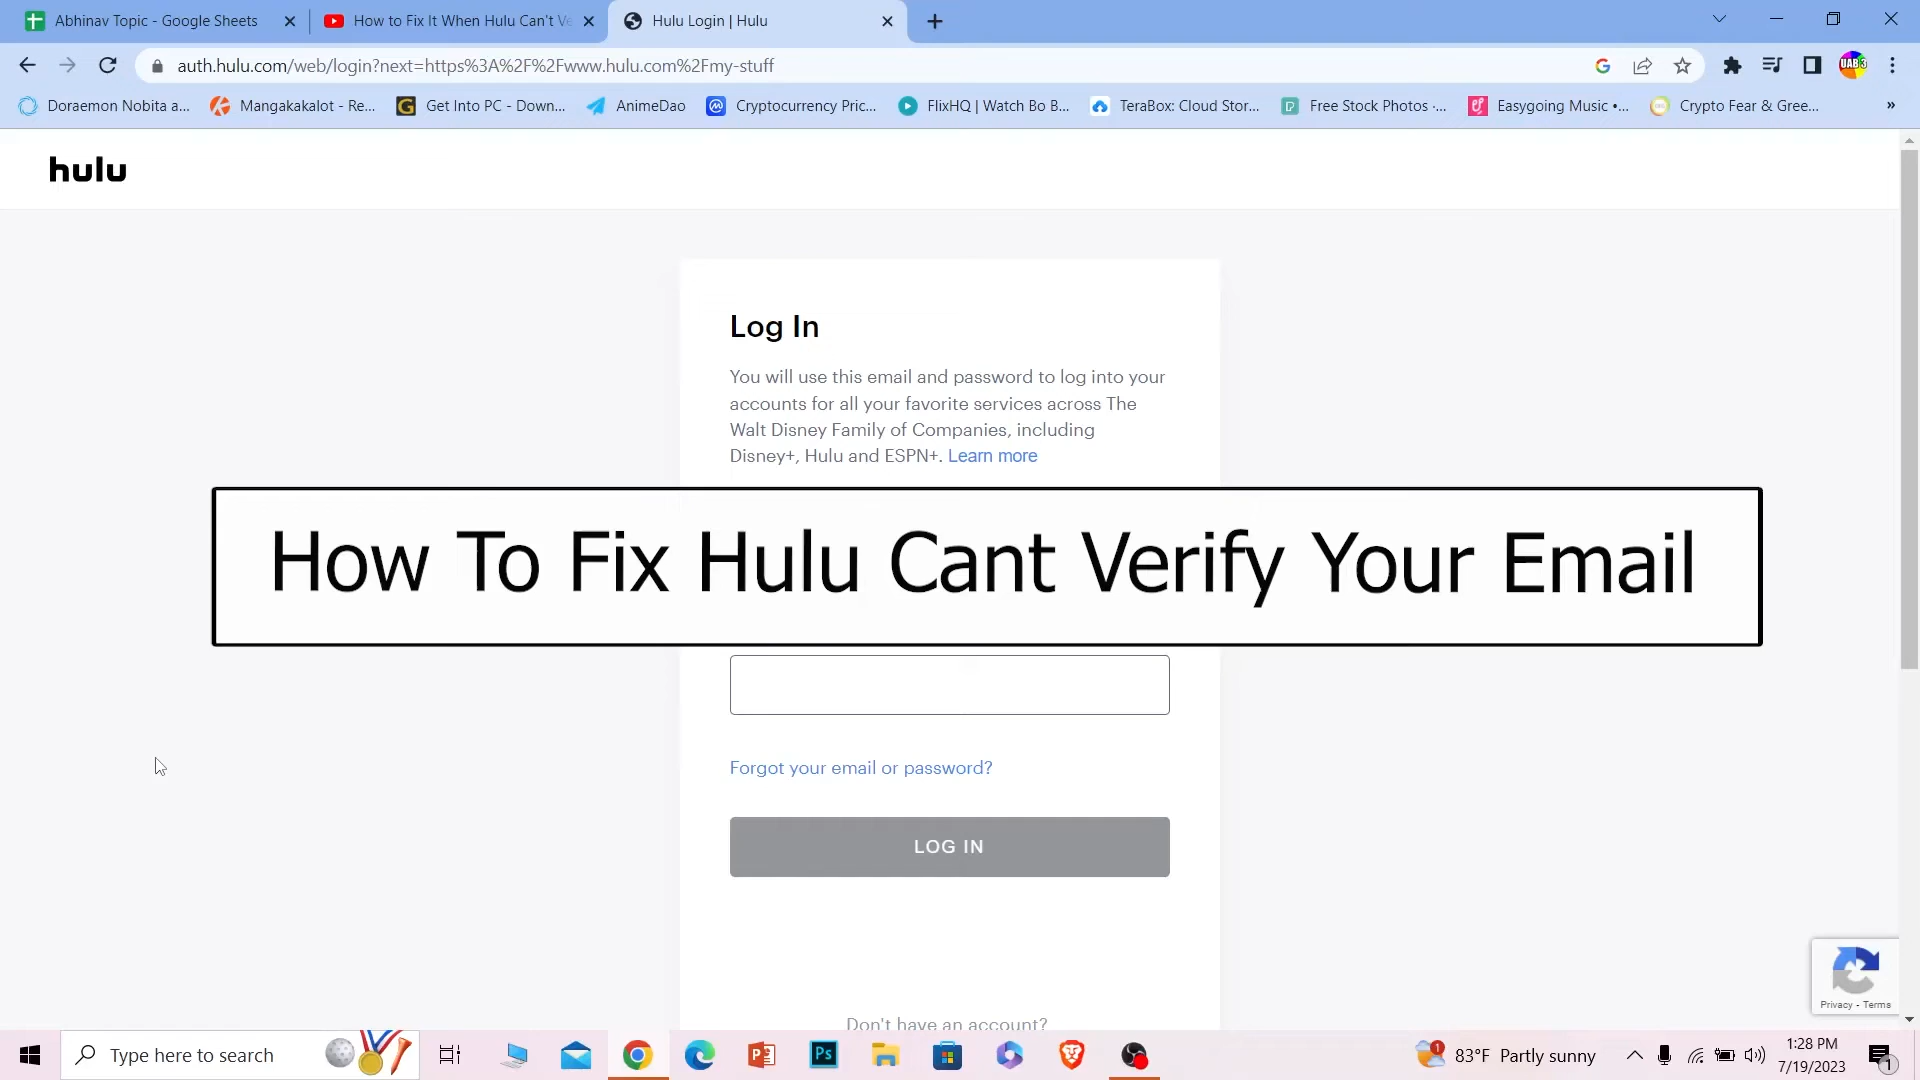 Abhinav Topic - Google Sheets
How to Fix It When Hulu Can't Ve
Hulu Login | Hulu
auth.hulu.com/web/login?next=https%3A%2F%2Fwww.hulu.com%2Fmy-stuff
UAB 3
Doraemon Nobita a...
Mangakakalot - Re...
Get Into PC - Down...
AnimeDao
Cryptocurrency Pric...
FlixHQ | Watch Bo B...
TeraBox: Cloud Stor...
Free Stock Photos ·...
Easygoing Music •...
Crypto Fear & Gree...
»
hulu
Log In
You will use this email and password to log into your
accounts for all your favorite services across The
Walt Disney Family of Companies, including
Disney+, Hulu and ESPN+. Learn more
How To Fix Hulu Cant Verify Your Email
Forgot your email or password?
LOG IN
Don't have an account?
Privacy - Terms
Type here to search
Ps
1
83°F Partly sunny
1:28 PM
7/19/2023
1